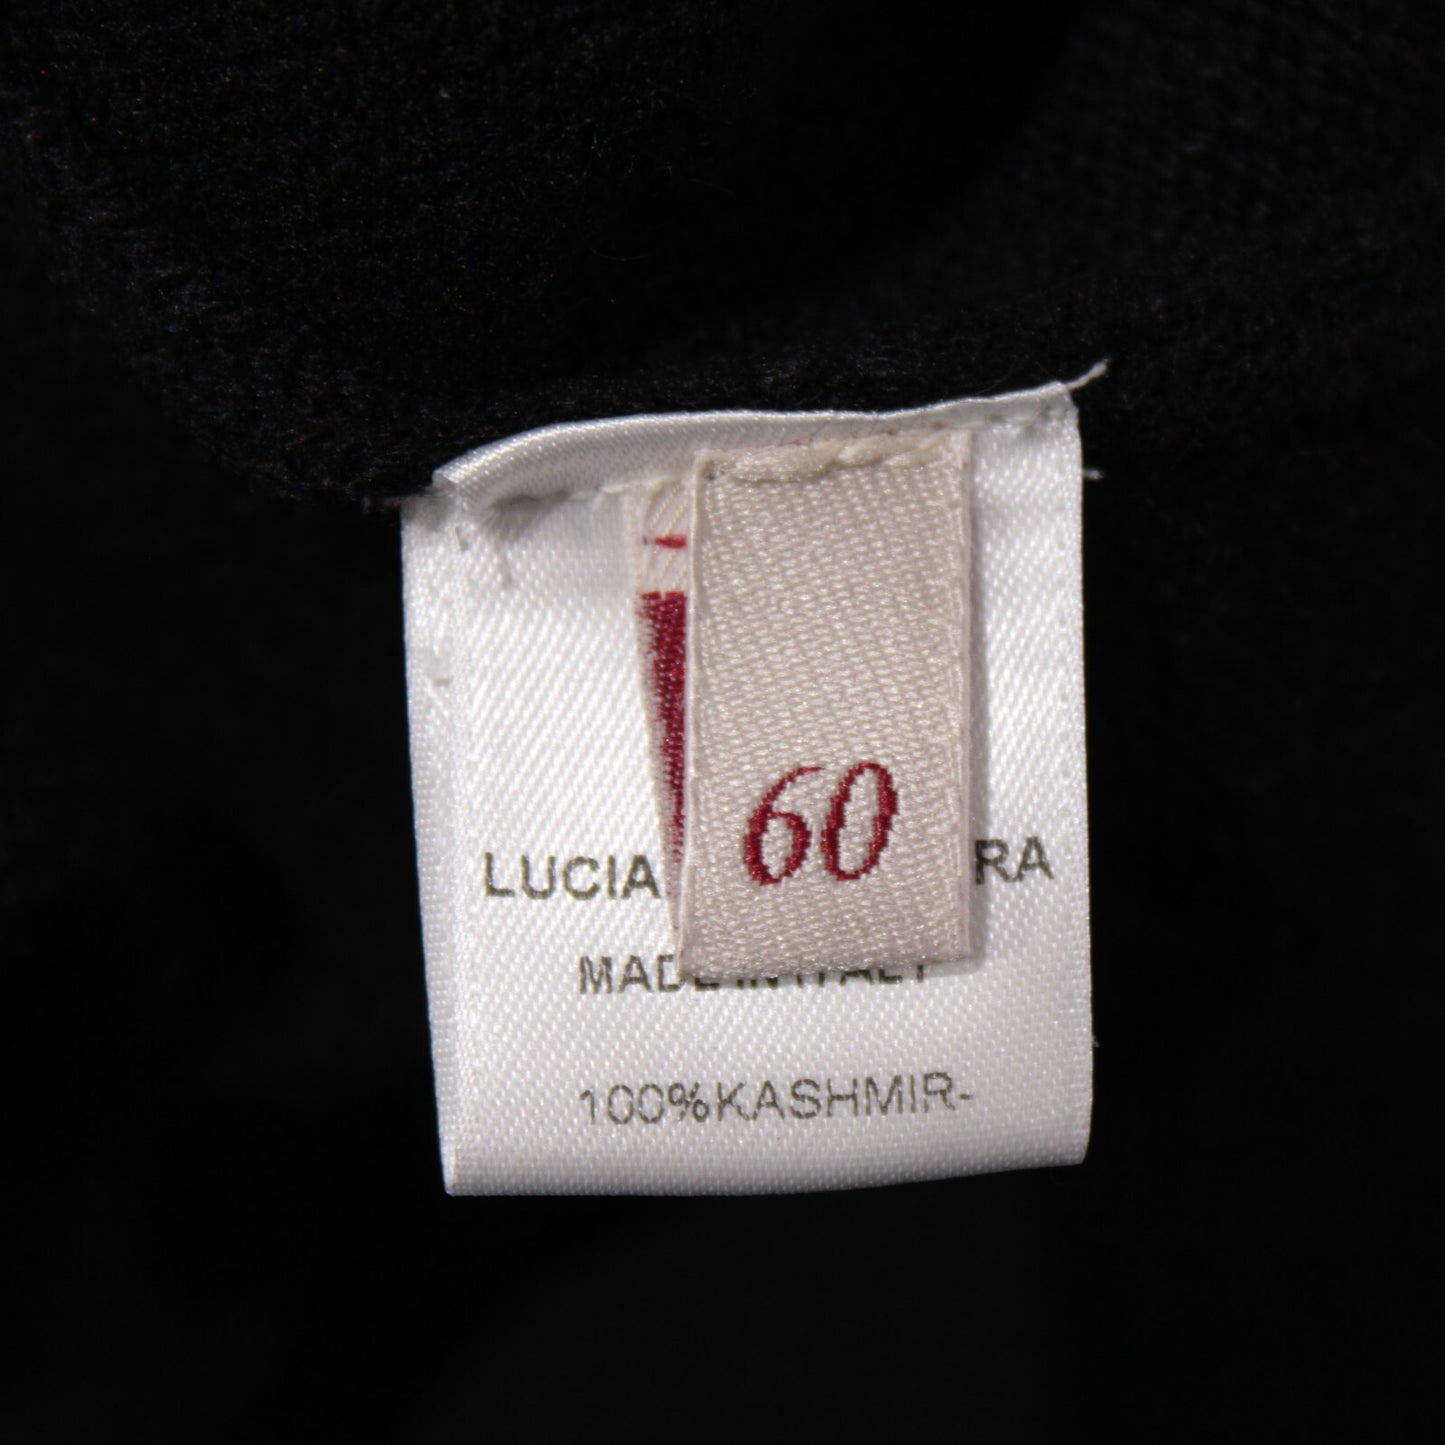 60
LUCIA RA
MADE IN ITALY
100%KASHMIR-